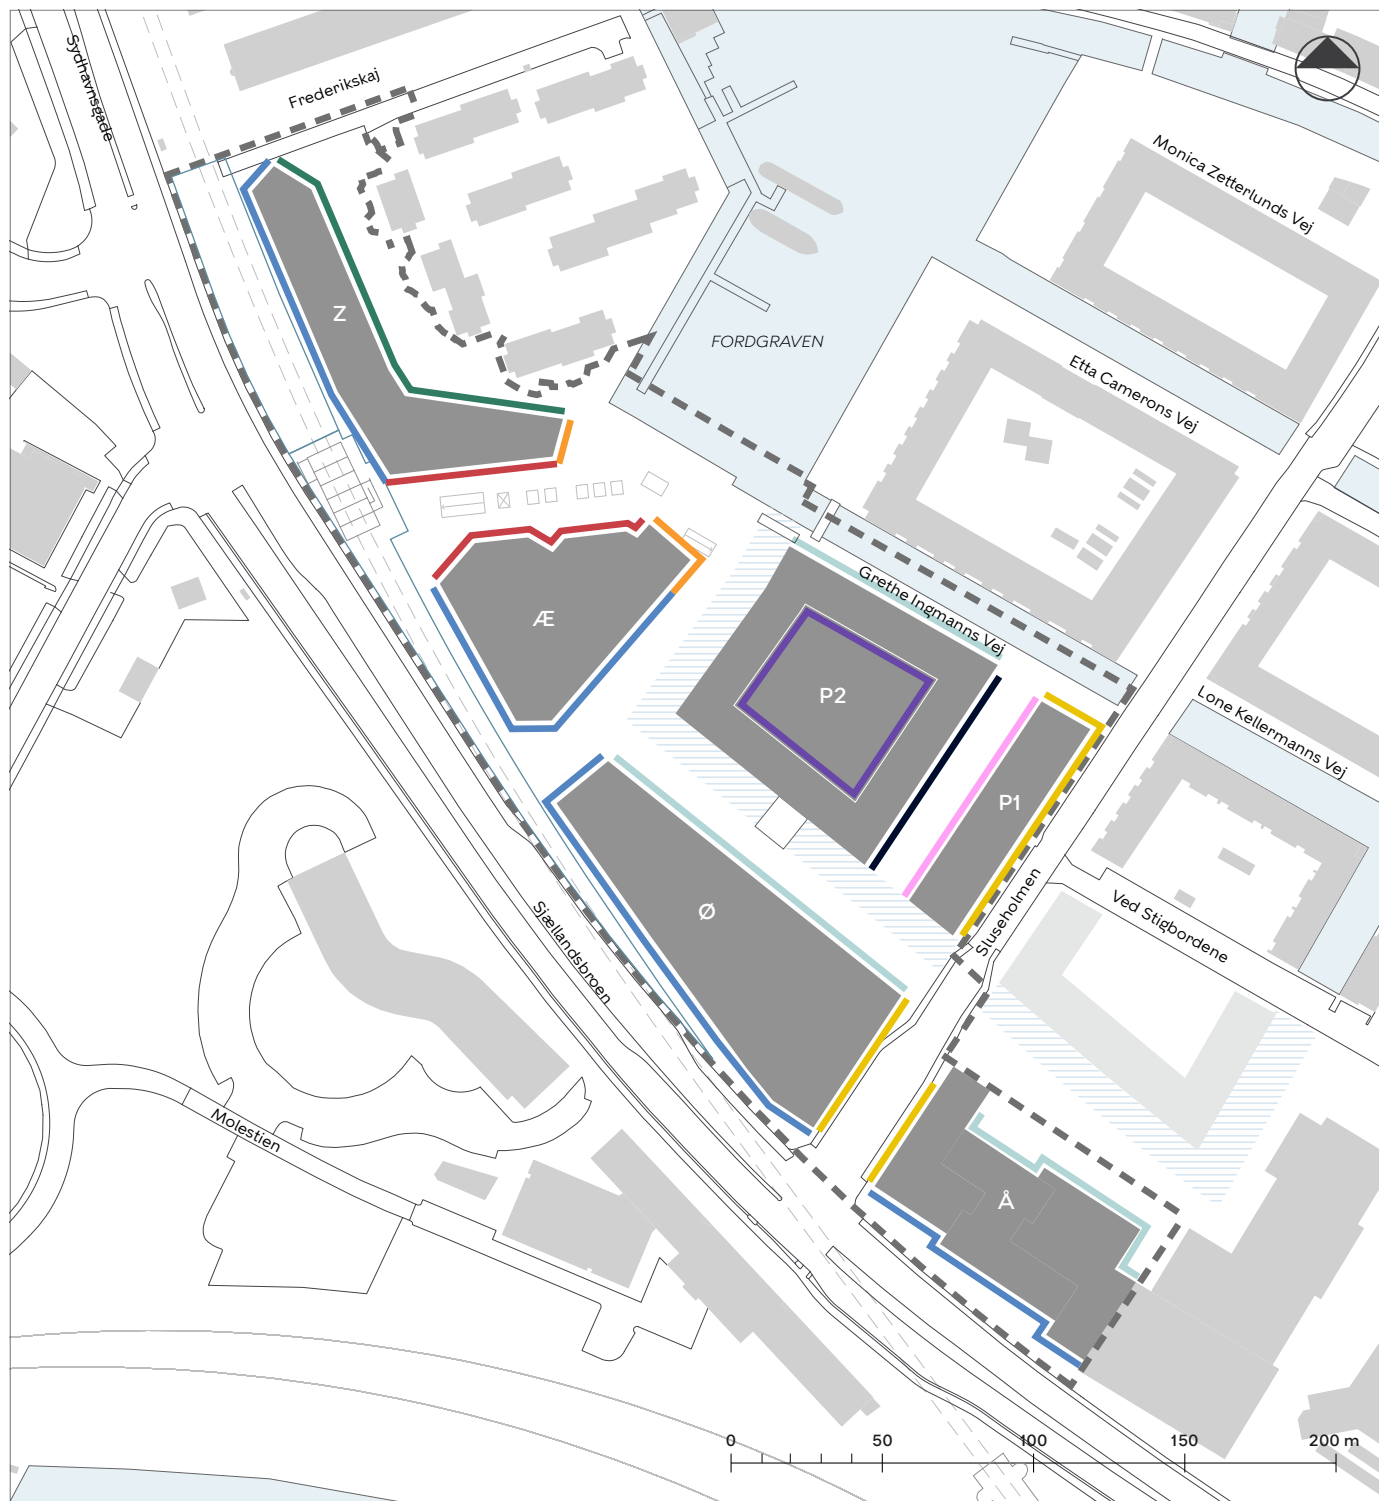 Sydhavnsgade
Frederikskaj
Monica Zetterlunds Vej
Z
FORDGRAVEN
Etta Camerons Vej
Grethe Ingmanns Vej
Æ
P2
Lone Kellermanns Vej
P1
Ø
Sluseholmen
Ved Stigbordene
Sjællandsbroen
Molestien
Å
0 50 100 150 200 m